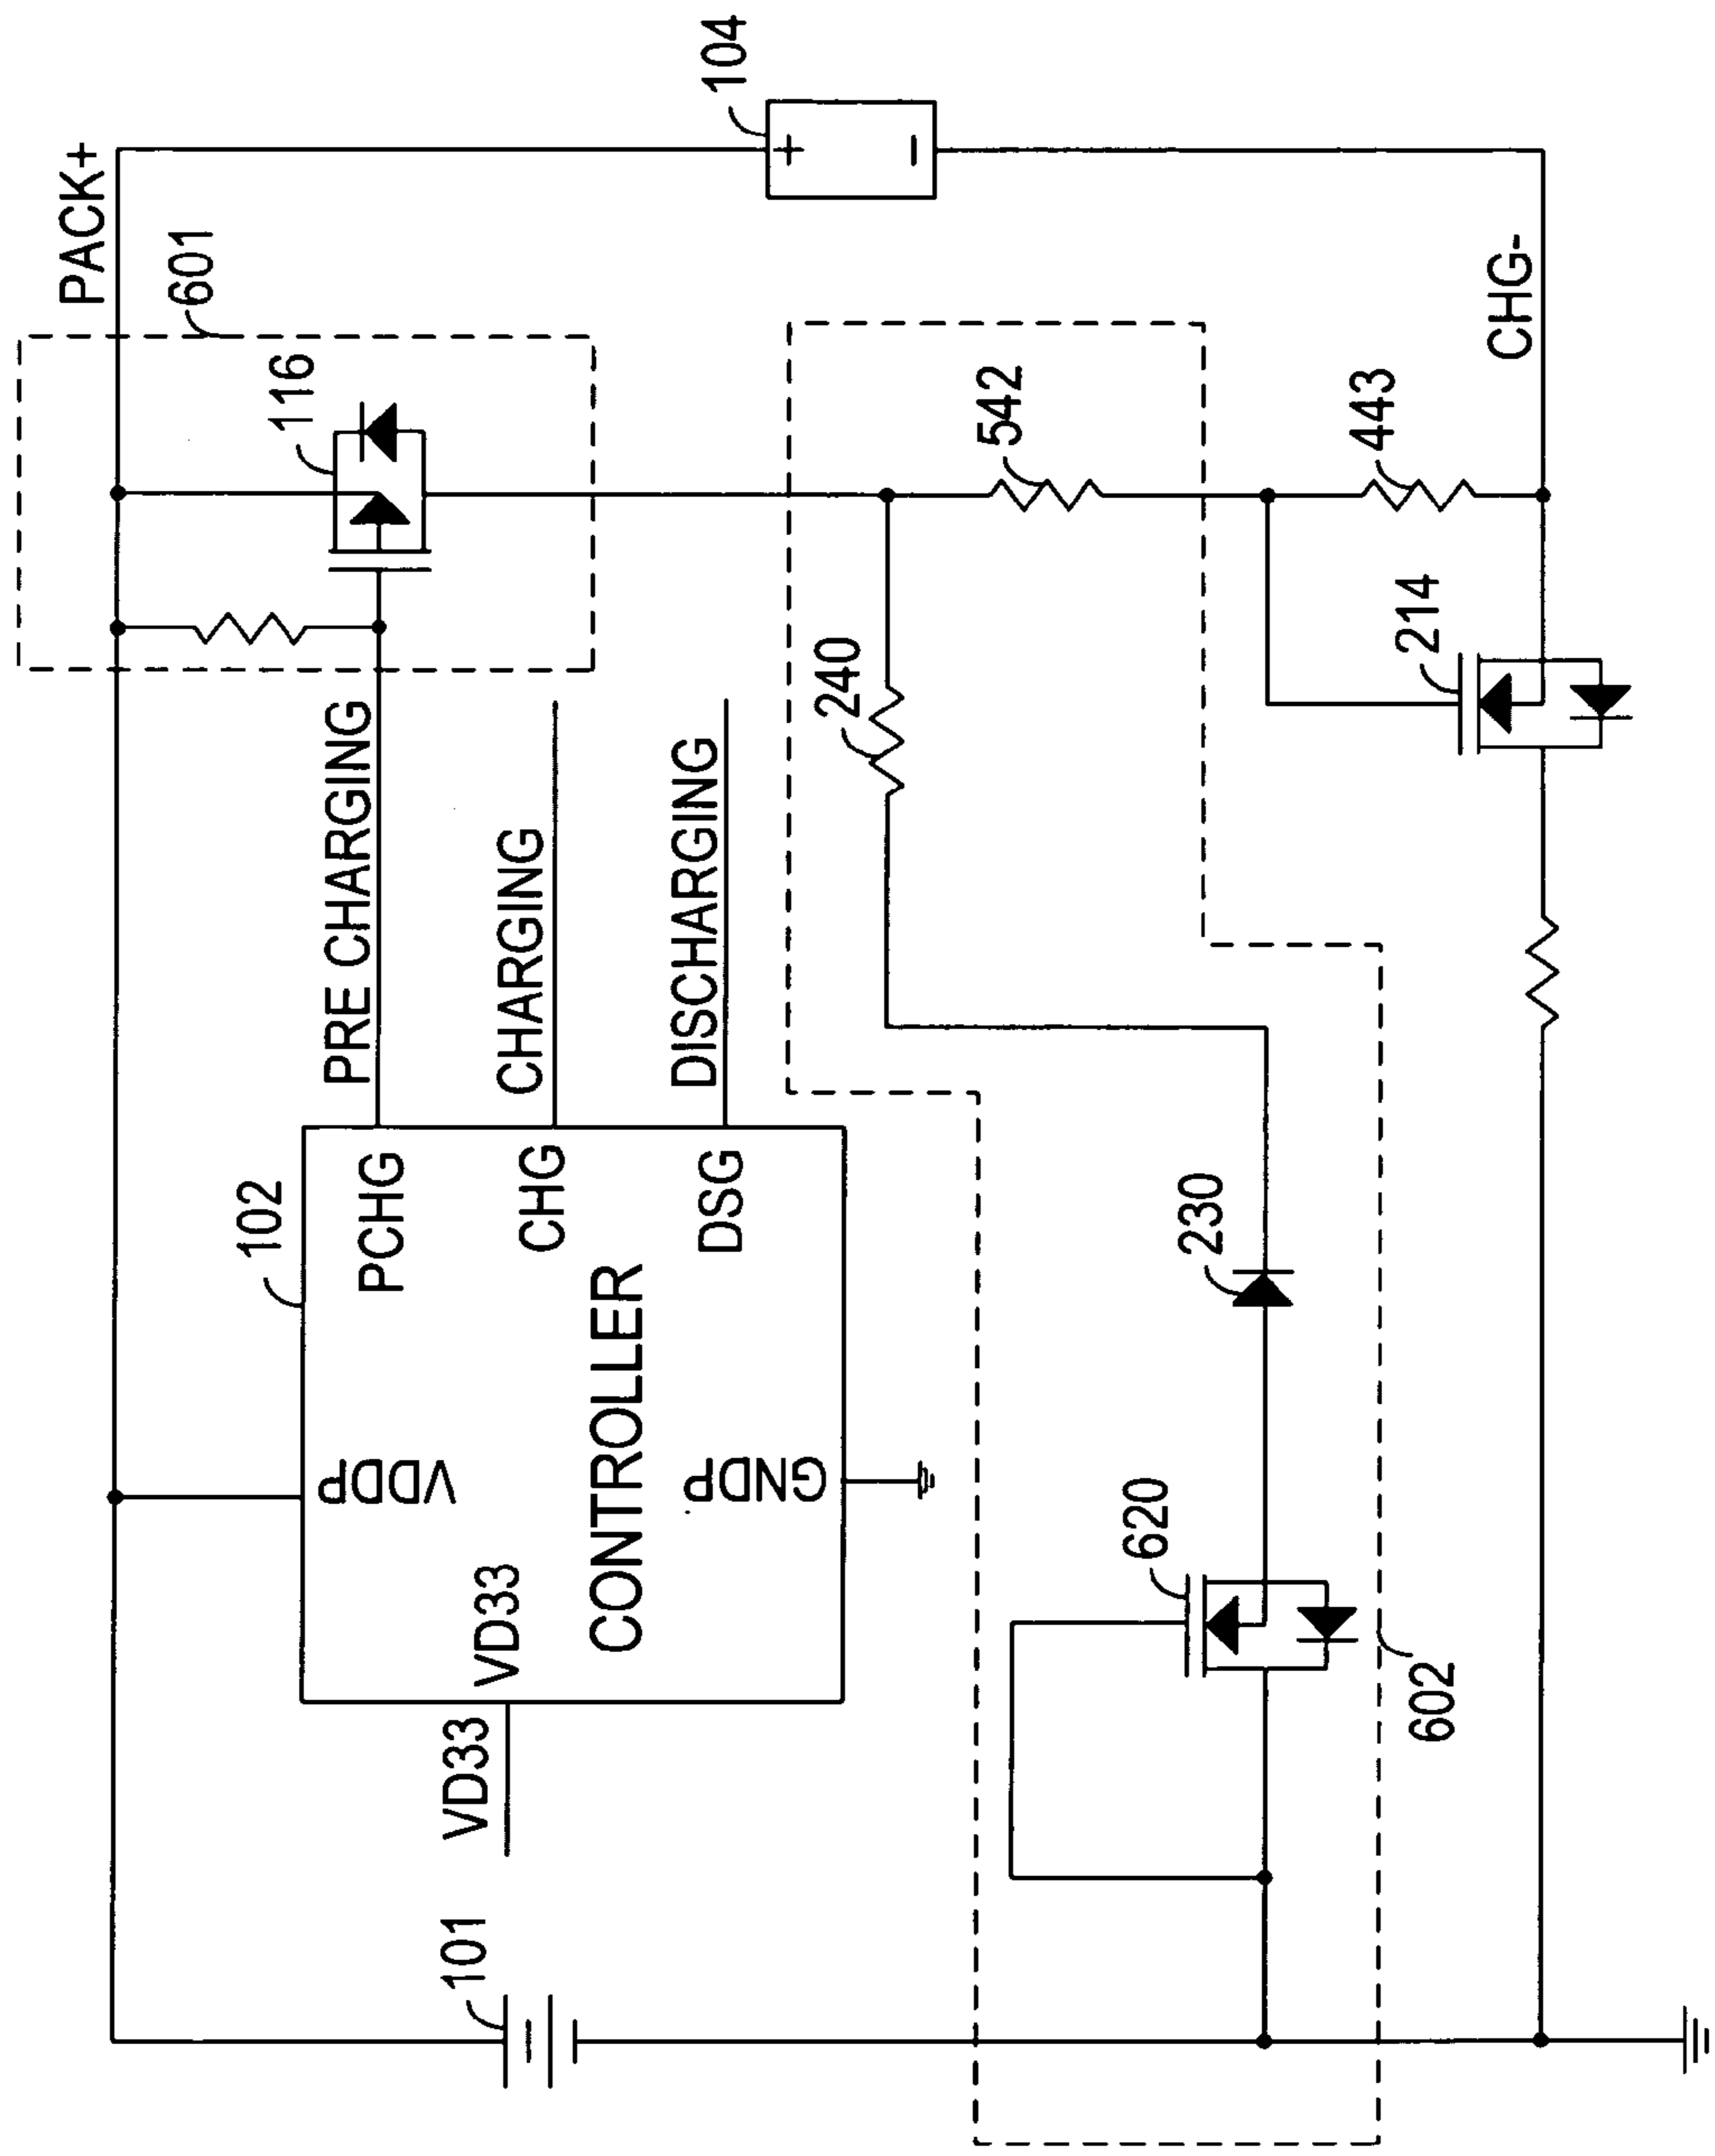 PACK+
601
116
104
PRE CHARGING
CHARGING
DISCHARGING
102
PCHG
CHG
DSG
VDDP
GNDP
VD33
CONTROLLER
VD33
101
240
542
443
CHG-
214
230
620
602